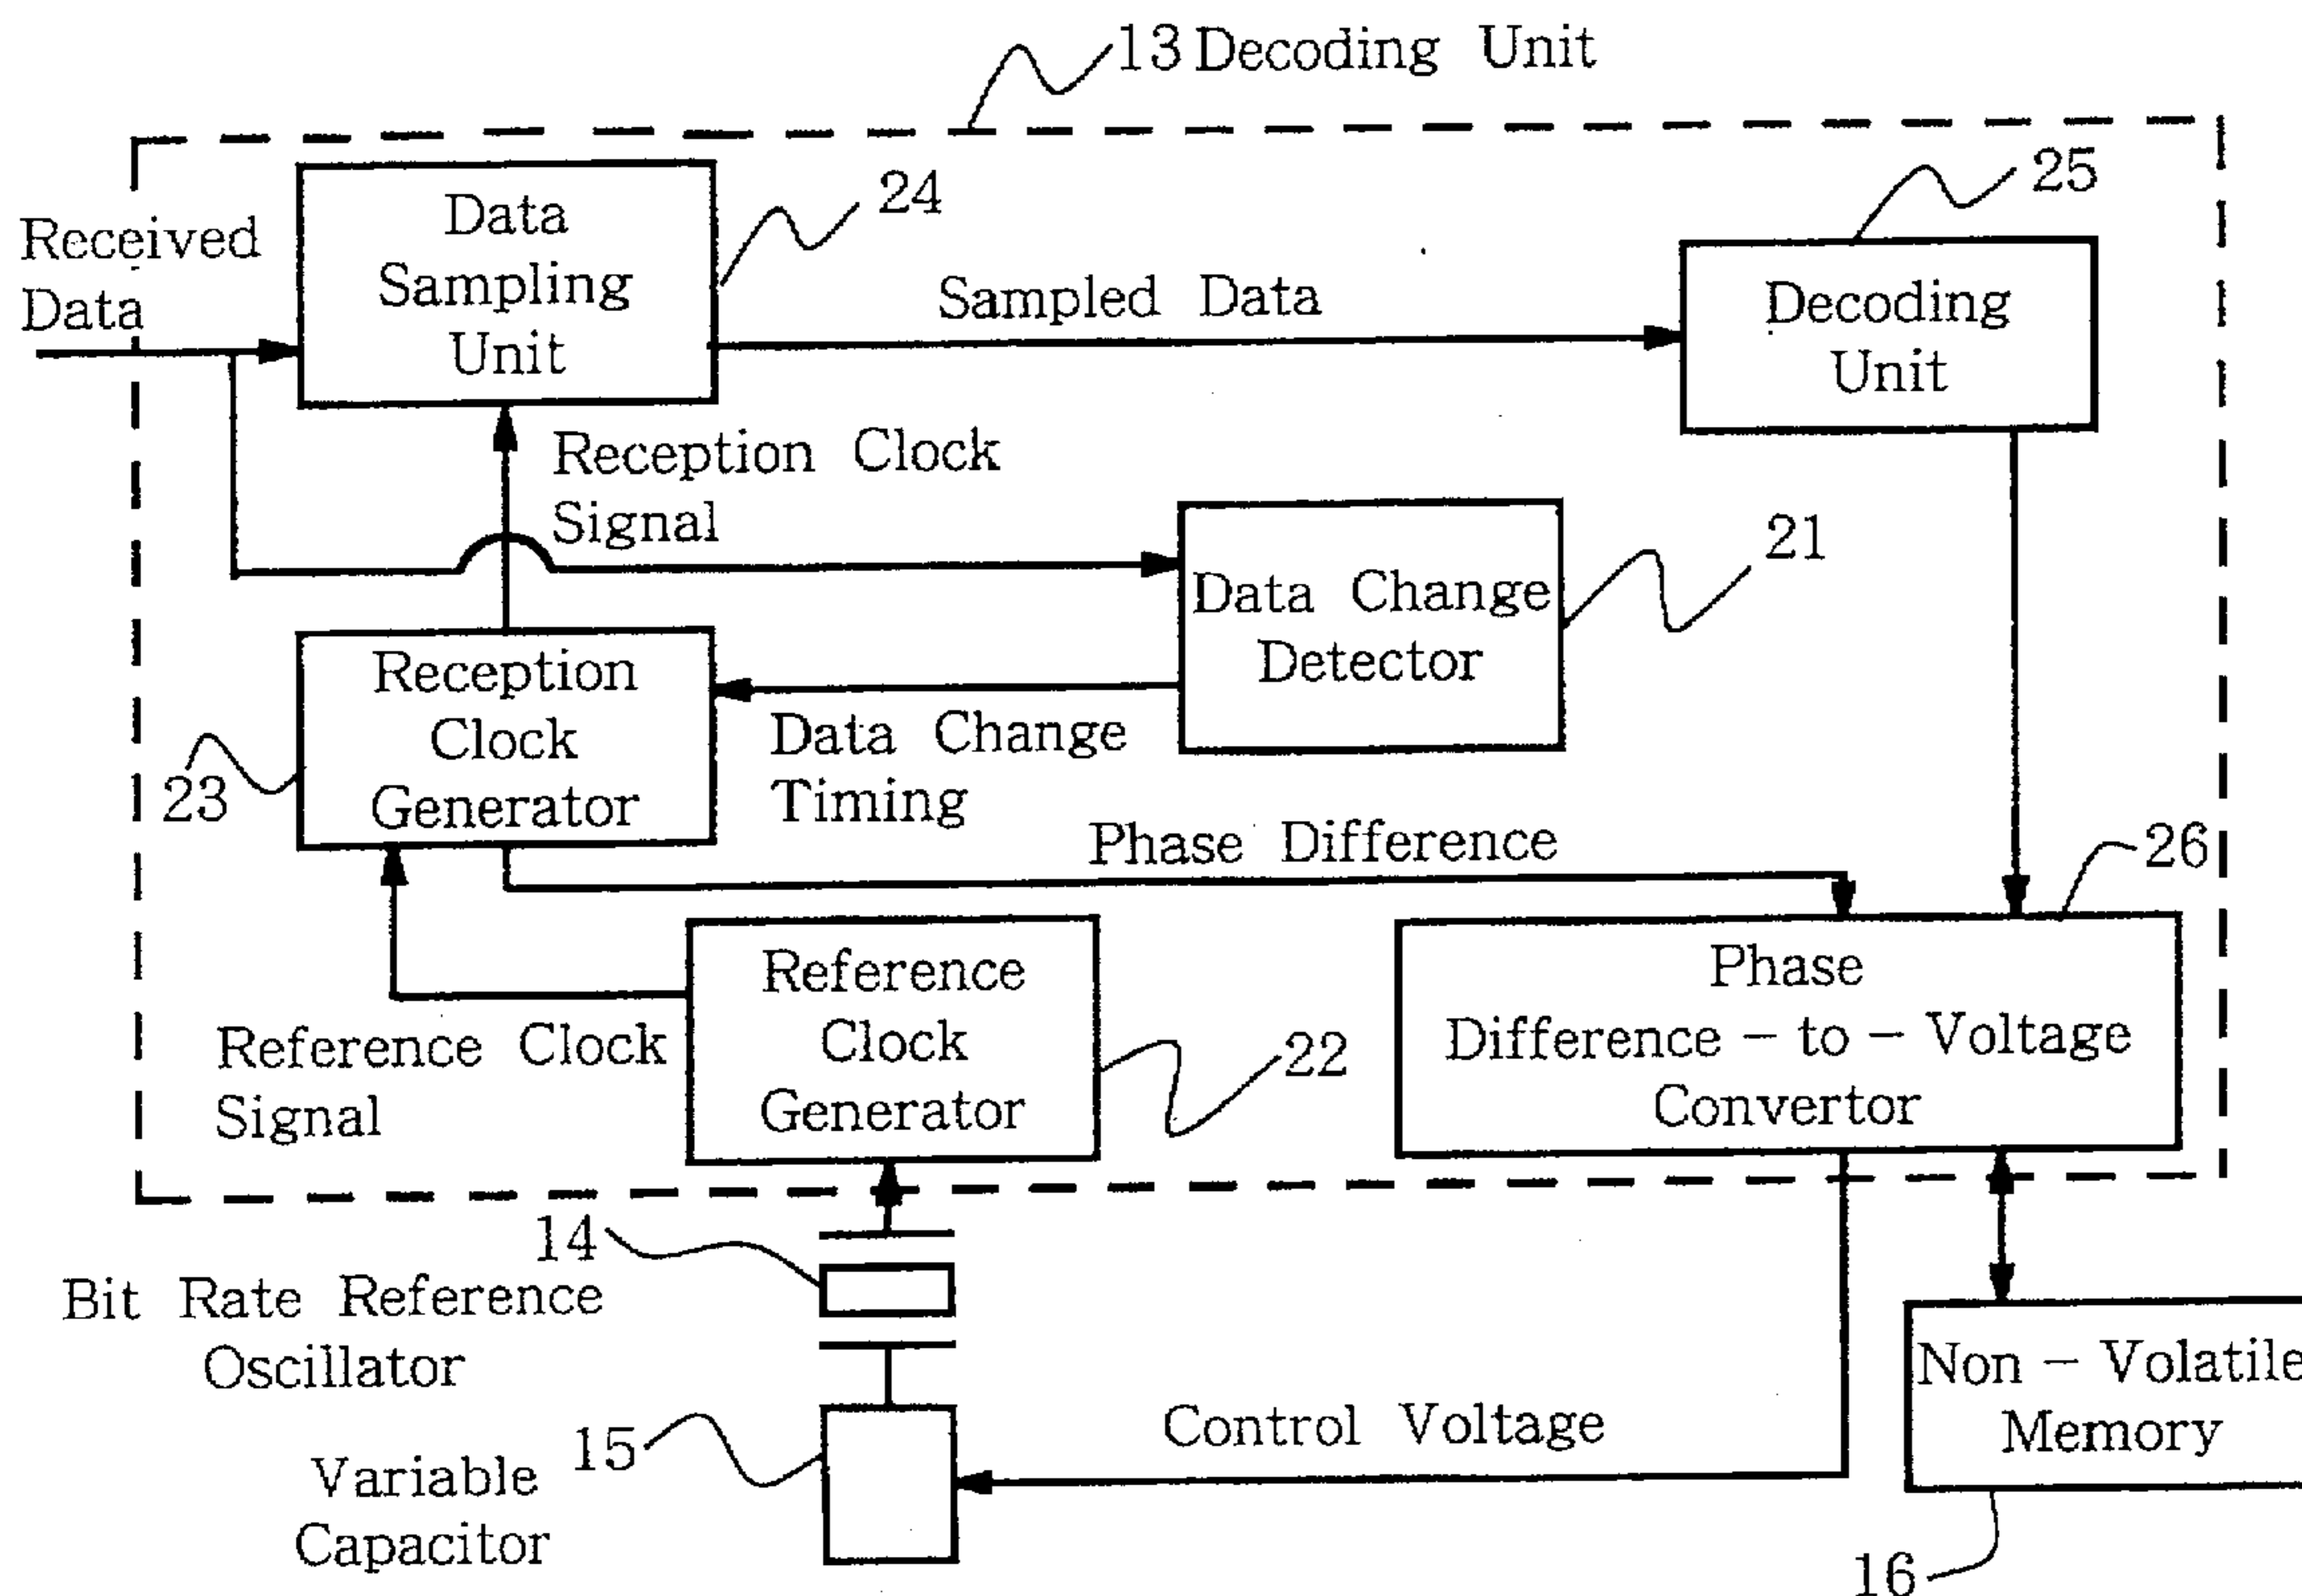 13 Decoding Unit
Received
Data
Data
Sampling
Unit
24
25
Sampled Data
Decoding
Unit
Reception Clock
Signal
21
Data Change
Detector
Reception
Clock
Generator
23
Data Change
Timing
Phase Difference
26
Reference
Clock
Generator
Phase
Difference - to - Voltage
Convertor
Reference Clock
Signal
22
14
Bit Rate Reference
Oscillator
Non - Volatile
Memory
Control Voltage
15
Variable
Capacitor
16